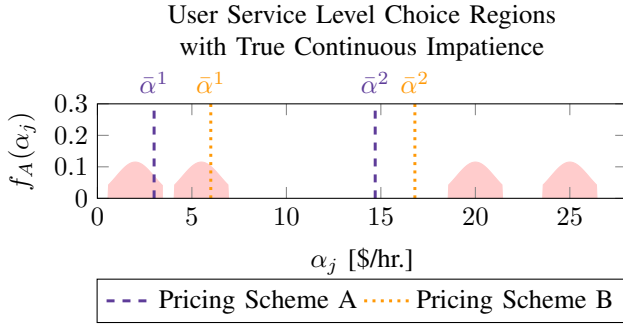 User Service Level Choice Regions
with True Continuous Impatience
ᾱ¹ ᾱ¹ ᾱ² ᾱ²
0.3
0.2
0.1
0
f_A(α_j)
0 5 10 15 20 25
α_j [$/hr.]
Pricing Scheme A Pricing Scheme B